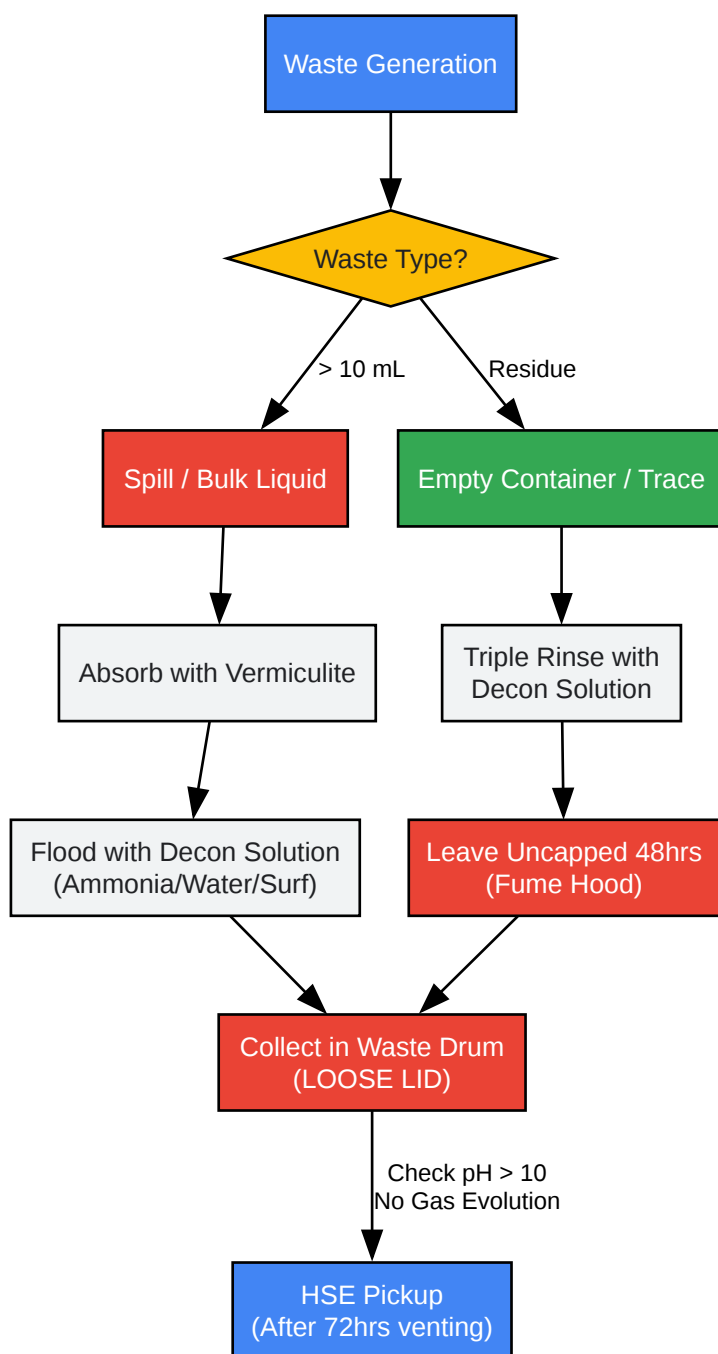 Waste Generation
Waste Type?
> 10 mL
Residue
Spill / Bulk Liquid
Empty Container / Trace
Absorb with Vermiculite
Triple Rinse with
Decon Solution
Flood with Decon Solution
(Ammonia/Water/Surf)
Leave Uncapped 48hrs
(Fume Hood)
Collect in Waste Drum
(LOOSE LID)
Check pH > 10
No Gas Evolution
HSE Pickup
(After 72hrs venting)